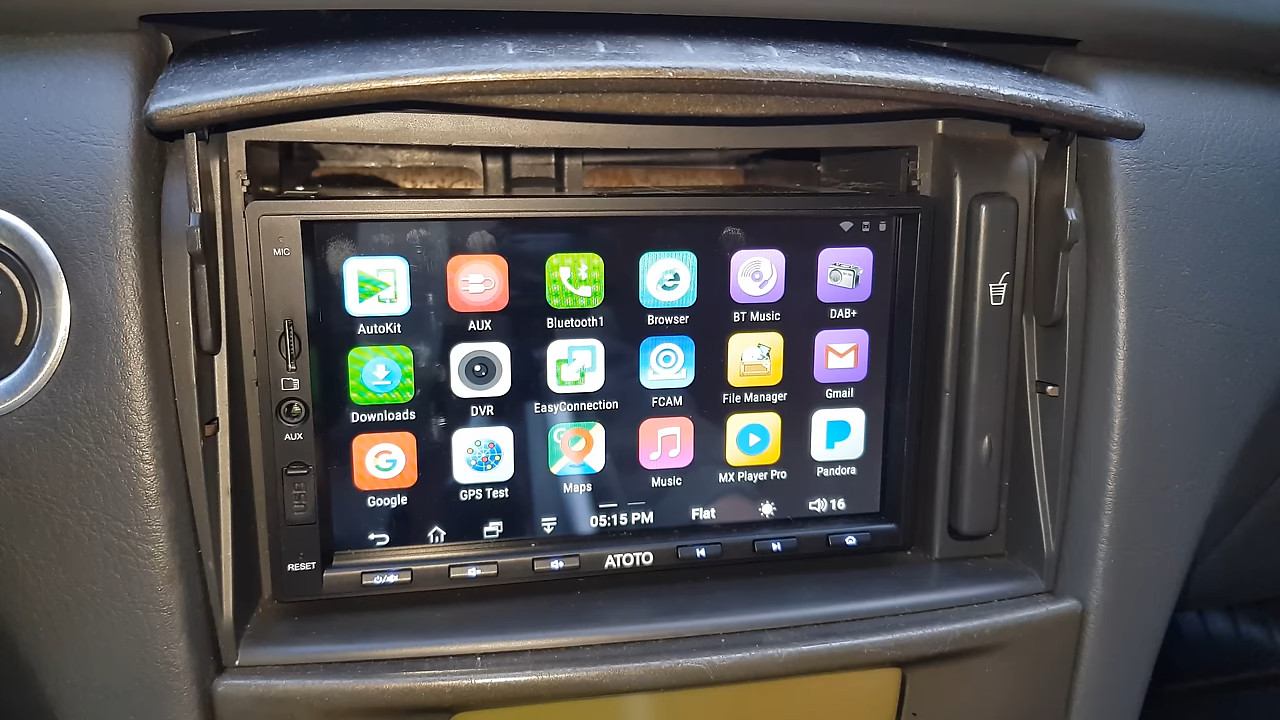 MIC
AutoKit
AUX
Bluetooth1
Browser
BT Music
DAB+
Downloads
DVR
EasyConnection
FCAM
File Manager
Gmail
AUX
Google
GPS Test
Maps
Music
MX Player Pro
Pandora
05:15 PM
Flat
16
RESET
ATOTO